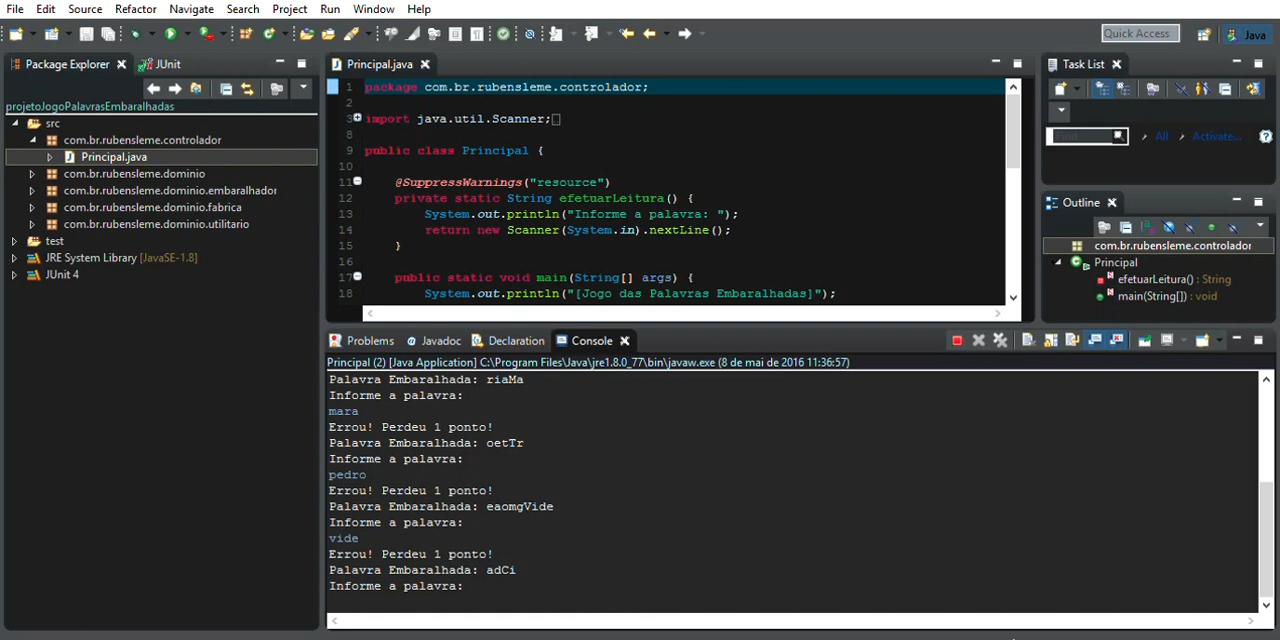 File Edit Source Refactor Navigate Search Project Run Window Help
Quick Access
Java
Package Explorer
JUnit
projetoJogoPalavrasEmbaralhadas
src
com.br.rubensleme.controlador
Principal.java
com.br.rubensleme.dominio
com.br.rubensleme.dominio.embaralhador
com.br.rubensleme.dominio.fabrica
com.br.rubensleme.dominio.utilitario
test
JRE System Library [JavaSE-1.8]
JUnit 4
Principal.java
1 package com.br.rubensleme.controlador;
2
3 import java.util.Scanner;
8
9 public class Principal {
10
11 @SuppressWarnings("resource")
12 private static String efetuarLeitura() {
13 System.out.println("Informe a palavra: ");
14 return new Scanner(System.in).nextLine();
15 }
16
17 public static void main(String[] args) {
18 System.out.println("[Jogo das Palavras Embaralhadas]");
Task List
Find
All
Activate...
Outline
com.br.rubensleme.controlador
Principal
efetuarLeitura() : String
main(String[]) : void
Problems
Javadoc
Declaration
Console
Principal (2) [Java Application] C:\Program Files\Java\jre1.8.0_77\bin\javaw.exe (8 de mai de 2016 11:36:57)
Palavra Embaralhada: riaMa
Informe a palavra:
mara
Errou! Perdeu 1 ponto!
Palavra Embaralhada: oetTr
Informe a palavra:
pedro
Errou! Perdeu 1 ponto!
Palavra Embaralhada: eaomgVide
Informe a palavra:
vide
Errou! Perdeu 1 ponto!
Palavra Embaralhada: adCi
Informe a palavra: